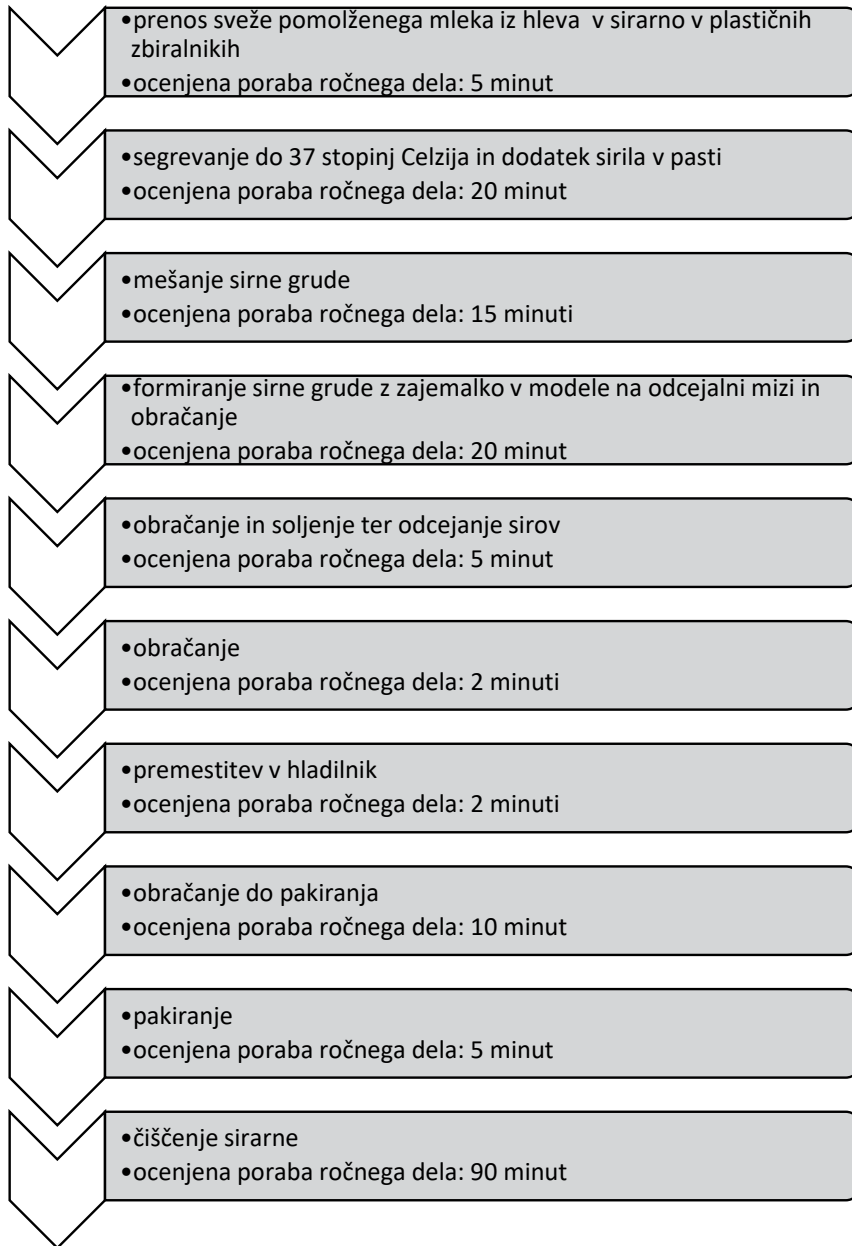 •prenos sveže pomolženega mleka iz hleva v sirarno v plastičnih
zbiralnikih
•ocenjena poraba ročnega dela: 5 minut
•segrevanje do 37 stopinj Celzija in dodatek sirila v pasti
•ocenjena poraba ročnega dela: 20 minut
•mešanje sirne grude
•ocenjena poraba ročnega dela: 15 minuti
•formiranje sirne grude z zajemalko v modele na odcejalni mizi in
obračanje
•ocenjena poraba ročnega dela: 20 minut
•obračanje in soljenje ter odcejanje sirov
•ocenjena poraba ročnega dela: 5 minut
•obračanje
•ocenjena poraba ročnega dela: 2 minuti
•premestitev v hladilnik
•ocenjena poraba ročnega dela: 2 minuti
•obračanje do pakiranja
•ocenjena poraba ročnega dela: 10 minut
•pakiranje
•ocenjena poraba ročnega dela: 5 minut
•čiščenje sirarne
•ocenjena poraba ročnega dela: 90 minut